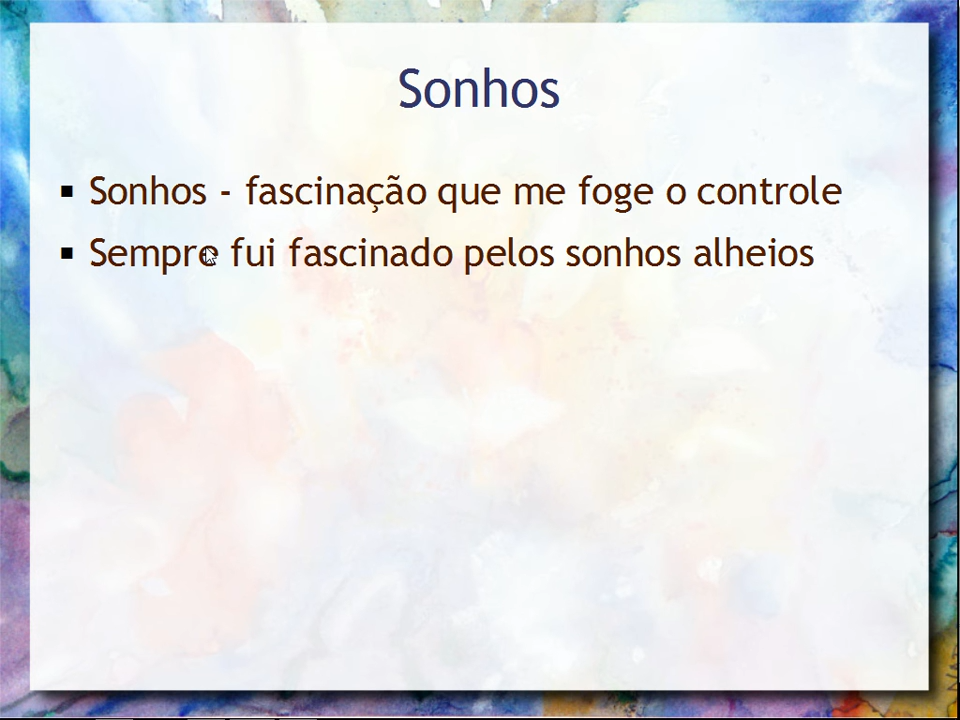 Sonhos
▪ Sonhos - fascinação que me foge o controle
▪ Sempre fui fascinado pelos sonhos alheios